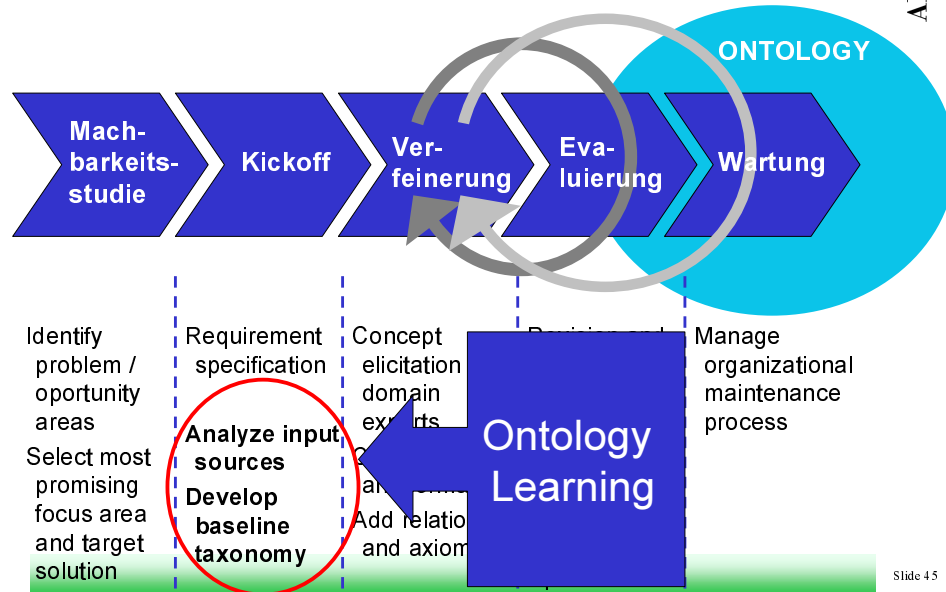 ONTOLOGY
Mach-
barkeits-
studie
Kickoff
Ver-
feinerung
Eva-
luierung
Wartung
Identify
problem /
oportunity
areas
Select most
promising
focus area
and target
solution
Requirement
specification
Analyze input
sources
Develop
baseline
taxonomy
Concept
elicitation
domain
Add
and
Ontology
Learning
Manage
organizational
maintenance
process
Slide 45